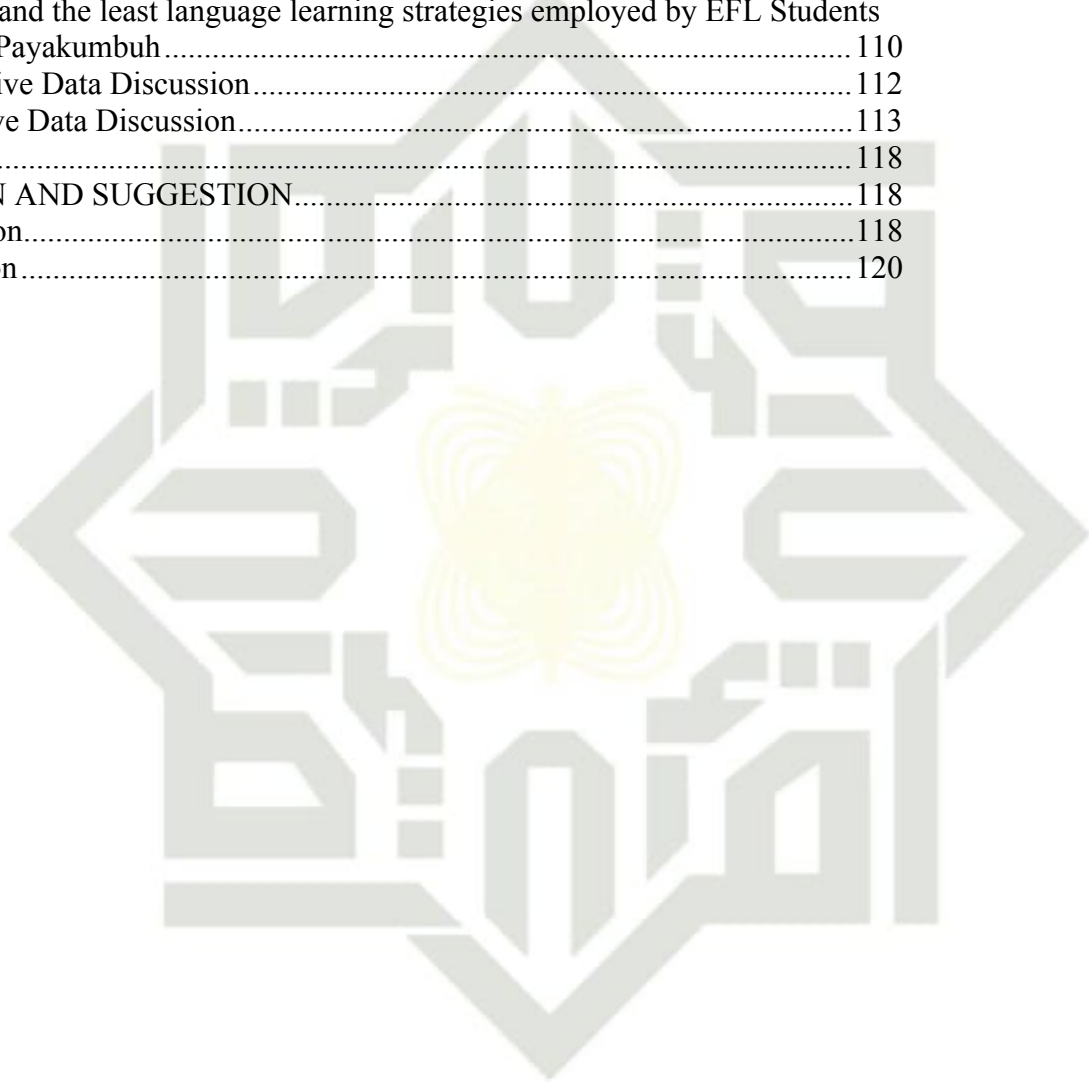 and the least language learning strategies employed by EFL Students
Payakumbuh........110
ive Data Discussion........112
ve Data Discussion........113
........118
N AND SUGGESTION........118
on........118
on........120